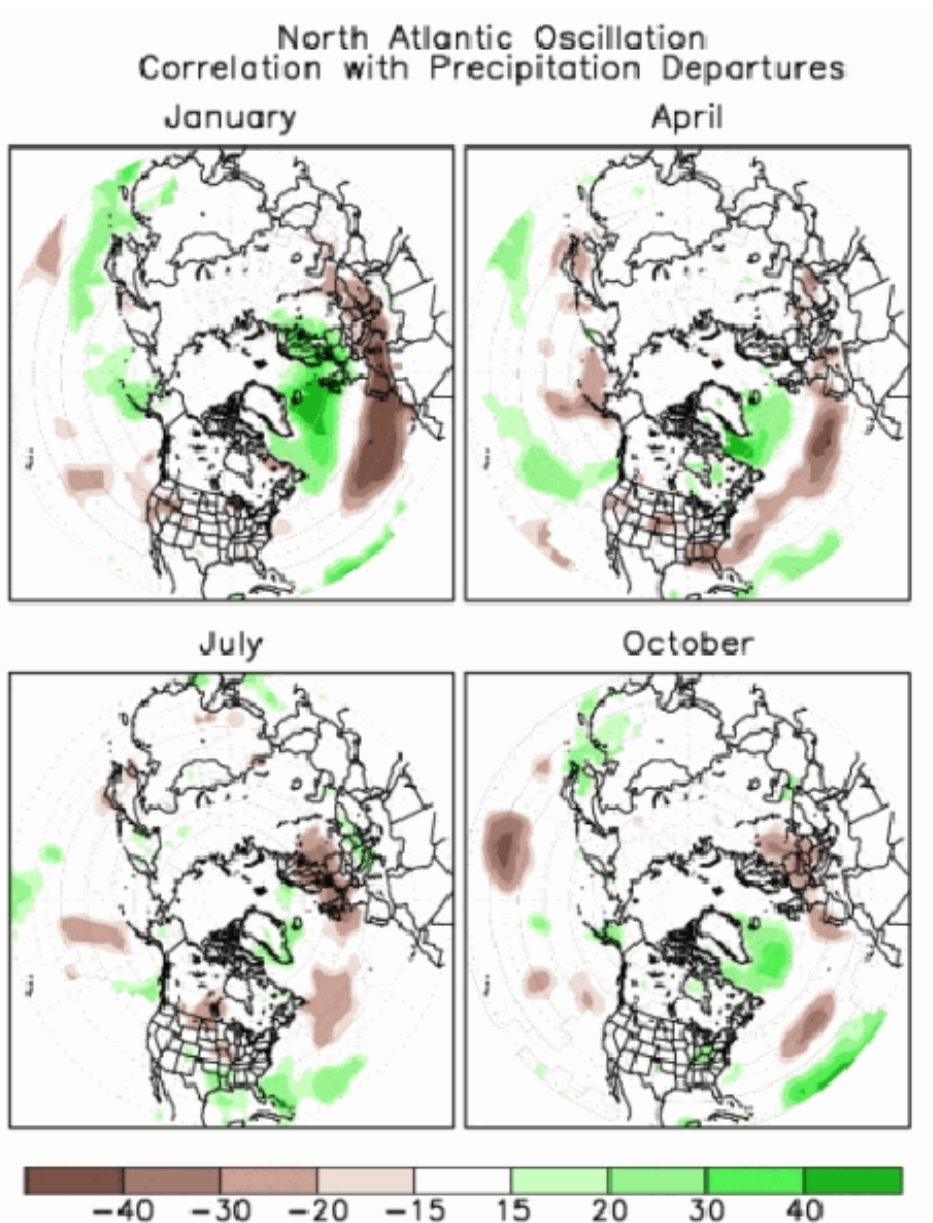 North Atlantic Oscillation
Correlation with Precipitation Departures
January
April
July
October
−40 −30 −20 −15 15 20 30 40